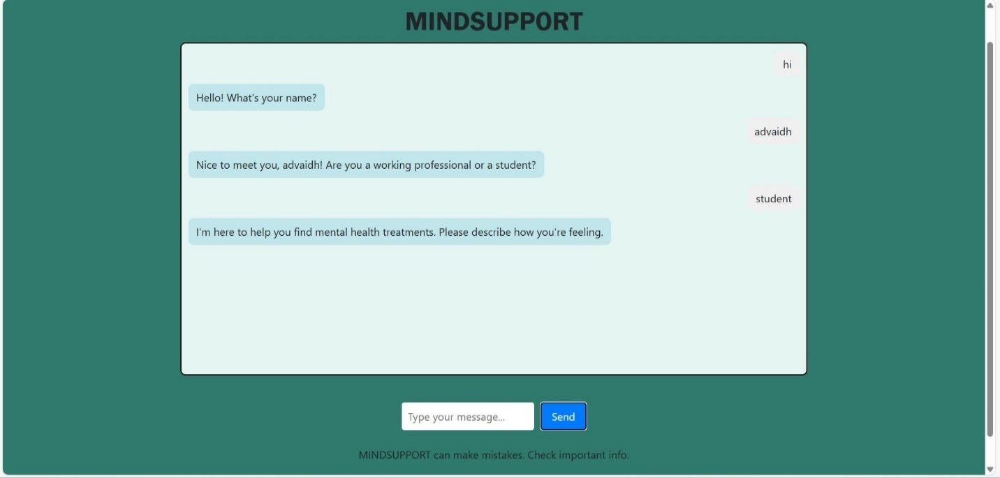 MINDSUPPORT
hi
Hello! What's your name?
advaidh
Nice to meet you, advaidh! Are you a working professional or a student?
student
I'm here to help you find mental health treatments. Please describe how you're feeling.
Type your message...
Send
MINDSUPPORT can make mistakes. Check important info.